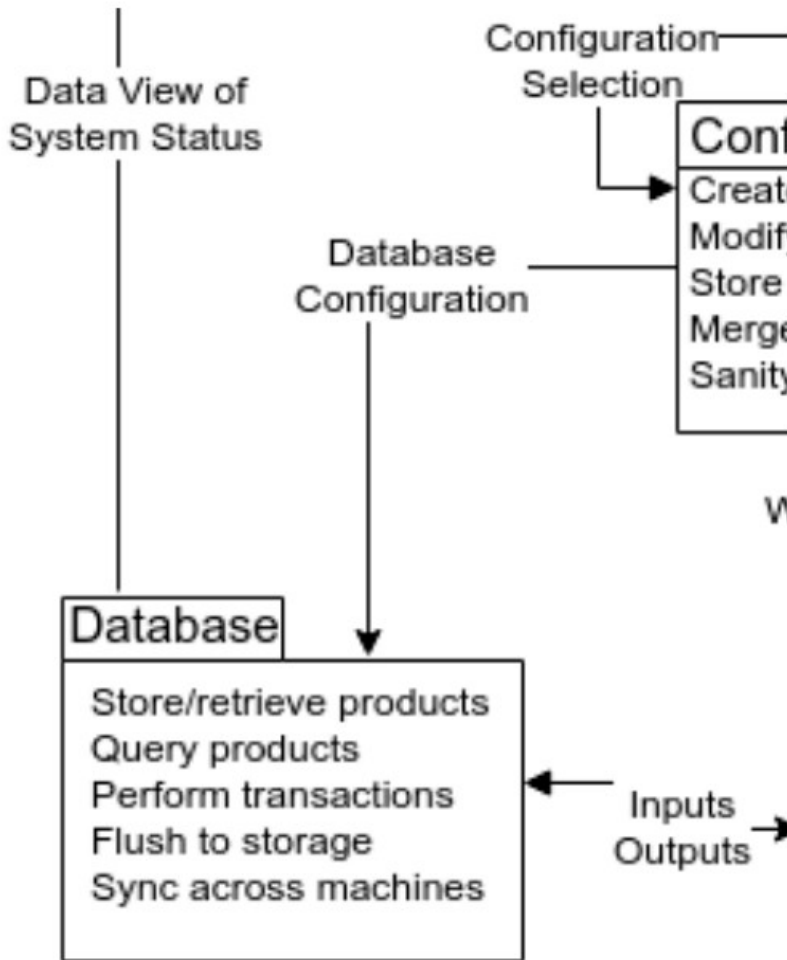 Configuration
Selection
Data View of
System Status
Database
Configuration
Store
Database
Store/retrieve products
Query products
Perform transactions
Flush to storage
Sync across machines
Inputs
Outputs